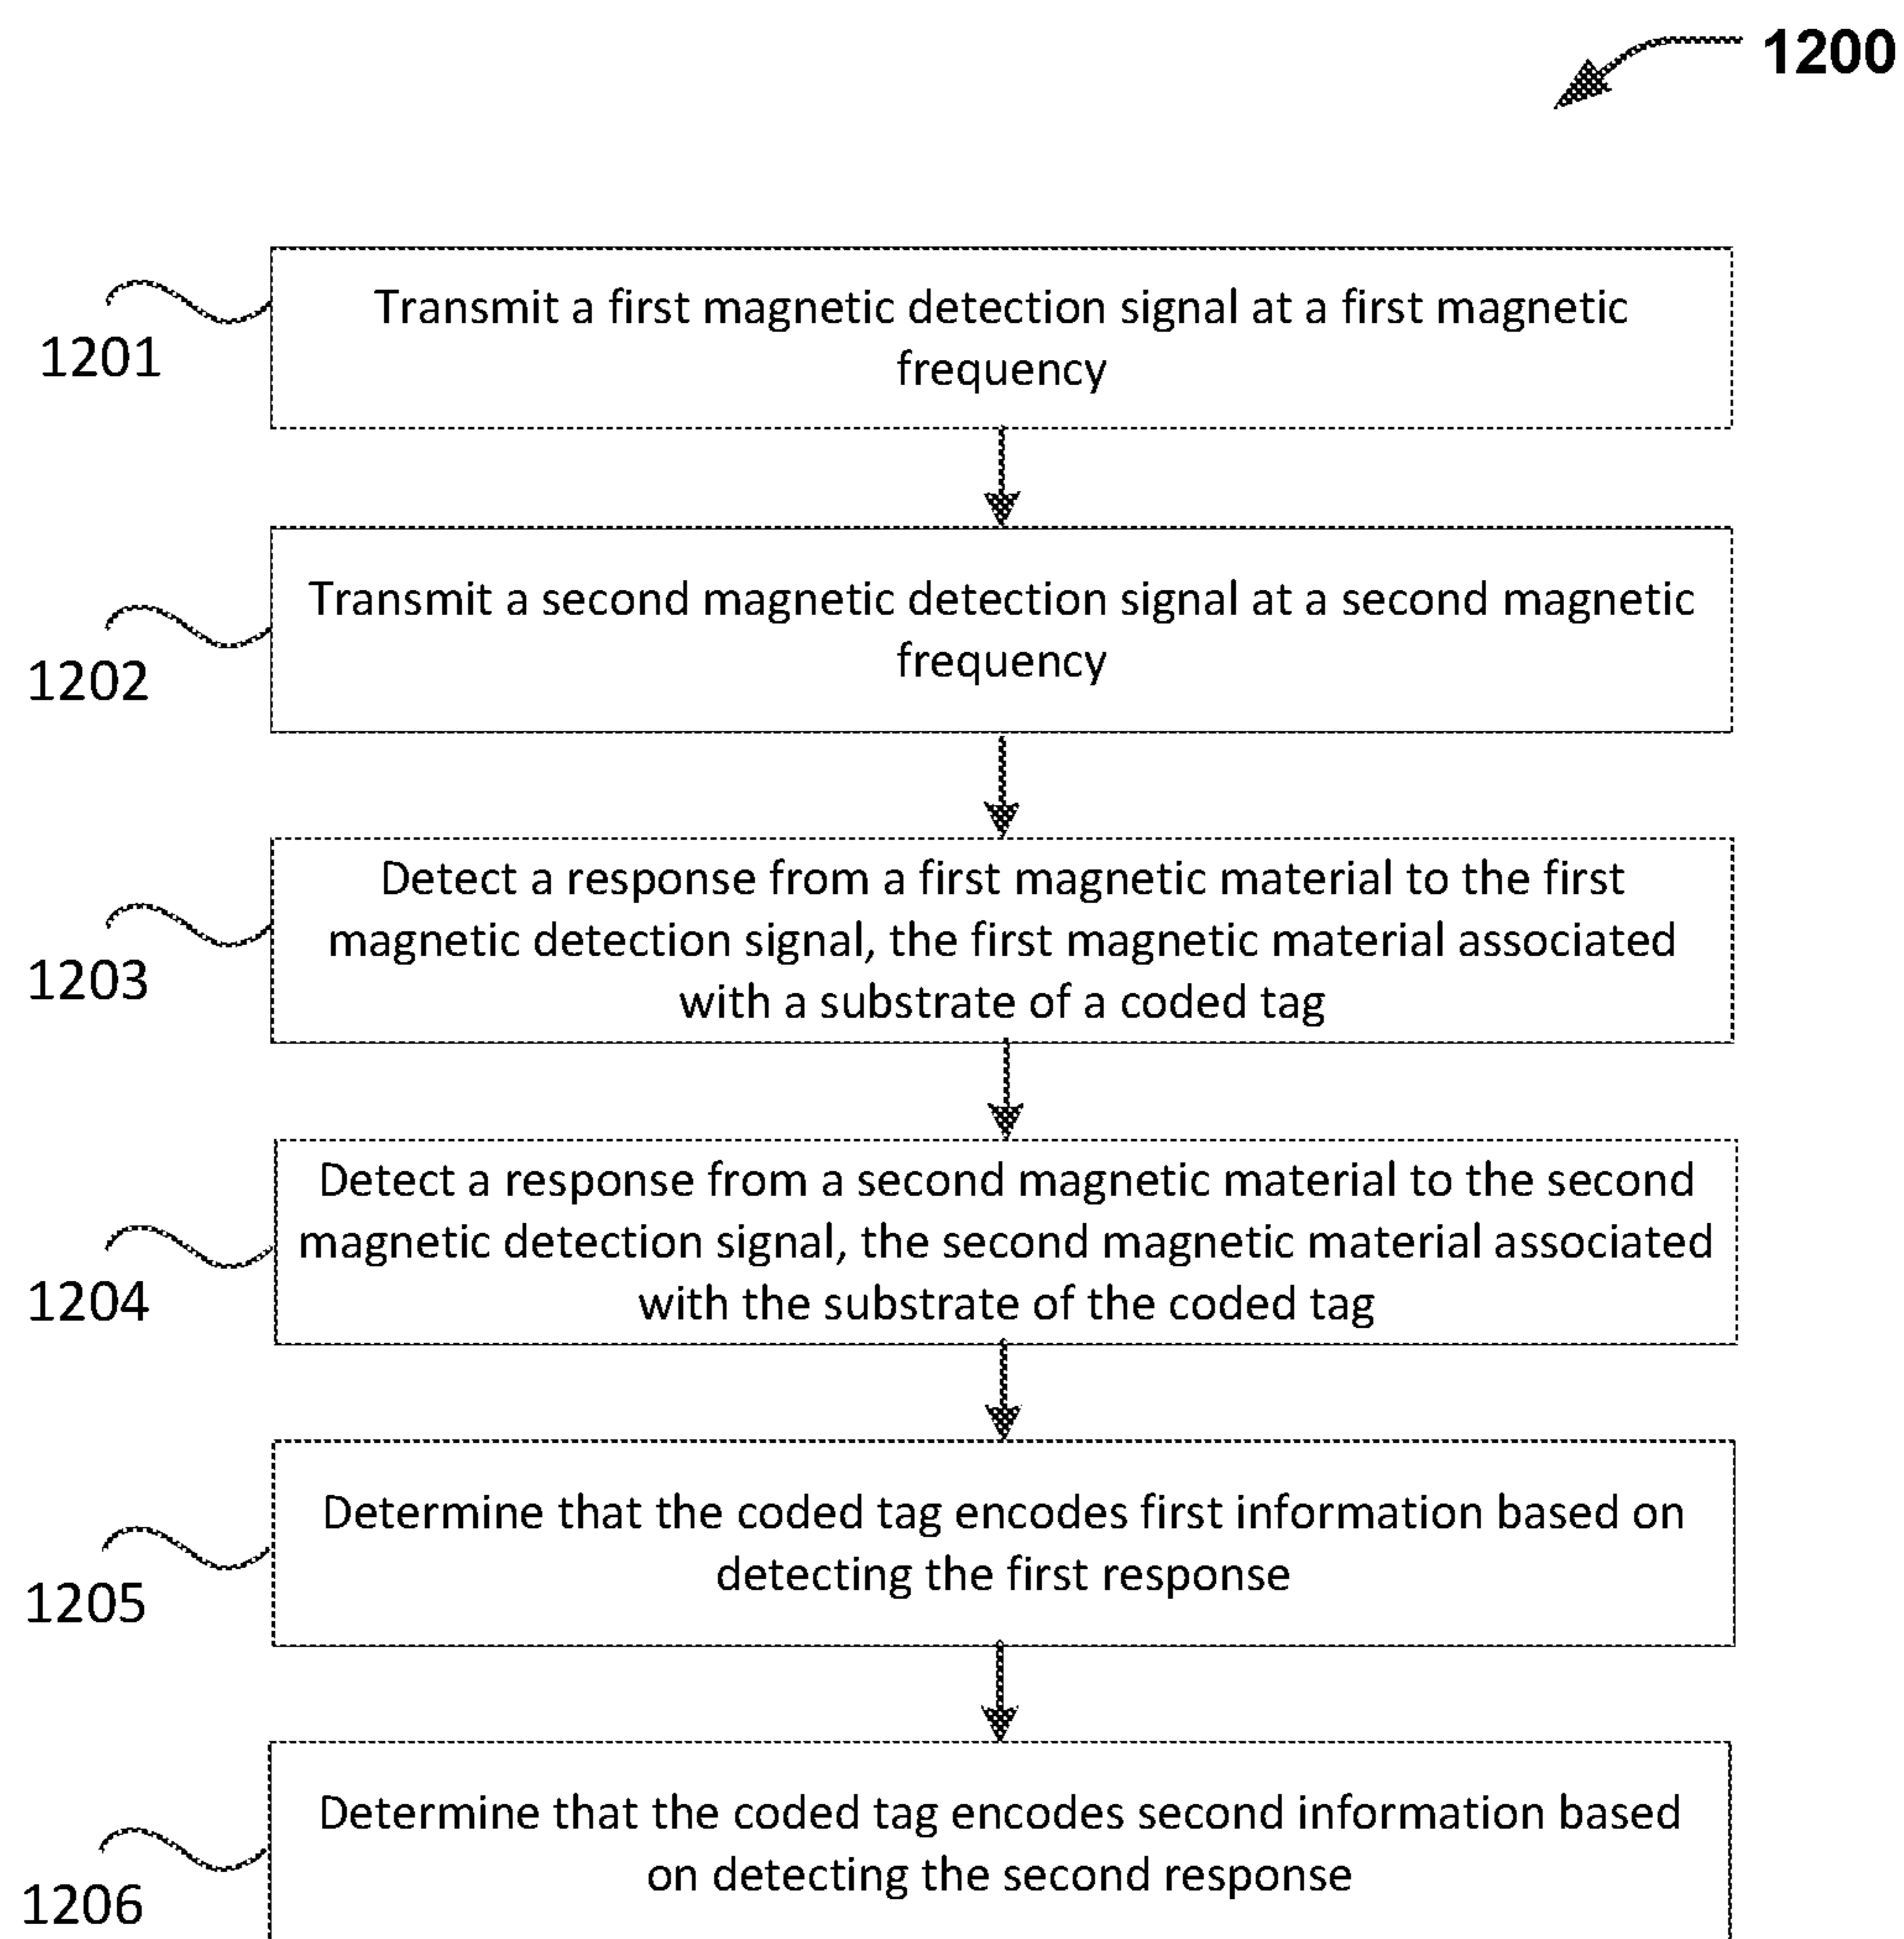 1200
Transmit a first magnetic detection signal at a first magnetic
frequency
1201
Transmit a second magnetic detection signal at a second magnetic
frequency
1202
Detect a response from a first magnetic material to the first
magnetic detection signal, the first magnetic material associated
with a substrate of a coded tag
1203
Detect a response from a second magnetic material to the second
magnetic detection signal, the second magnetic material associated
with the substrate of the coded tag
1204
Determine that the coded tag encodes first information based on
detecting the first response
1205
Determine that the coded tag encodes second information based
on detecting the second response
1206